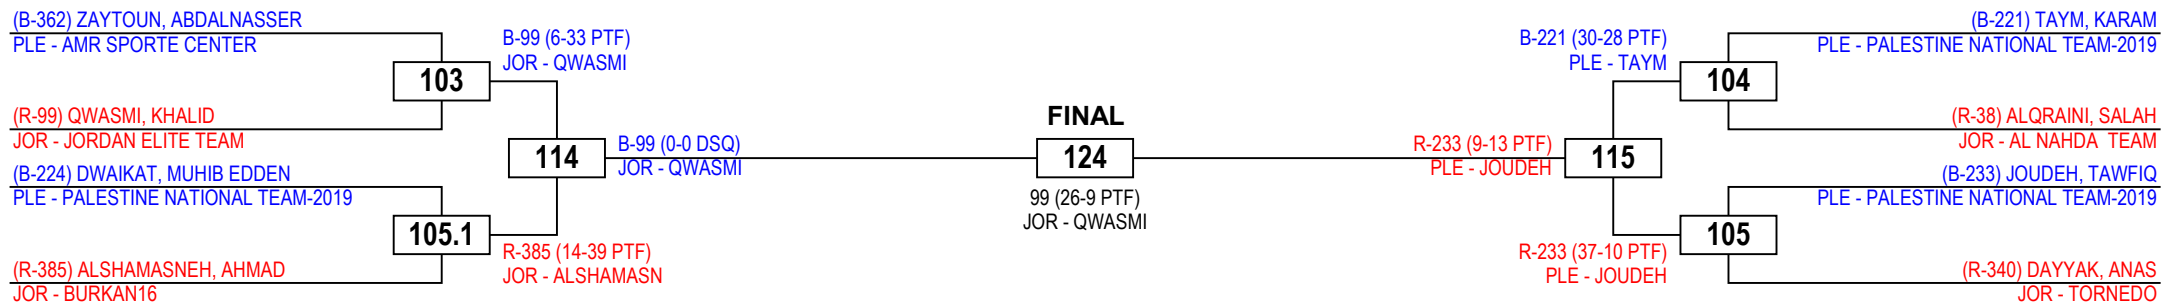 (B-362) ZAYTOUN, ABDALNASSER
PLE - AMR SPORTE CENTER
103
(R-99) QWASMI, KHALID
JOR - JORDAN ELITE TEAM
B-99 (6-33 PTF)
JOR - QWASMI
(B-224) DWAIKAT, MUHIB EDDEN
PLE - PALESTINE NATIONAL TEAM-2019
105.1
(R-385) ALSHAMASNEH, AHMAD
JOR - BURKAN16
R-385 (14-39 PTF)
JOR - ALSHAMASN
114
B-99 (0-0 DSQ)
JOR - QWASMI
FINAL
124
99 (26-9 PTF)
JOR - QWASMI
R-233 (9-13 PTF)
PLE - JOUDEH
115
B-221 (30-28 PTF)
PLE - TAYM
(B-221) TAYM, KARAM
PLE - PALESTINE NATIONAL TEAM-2019
104
(R-38) ALQRAINI, SALAH
JOR - AL NAHDA  TEAM
(B-233) JOUDEH, TAWFIQ
PLE - PALESTINE NATIONAL TEAM-2019
105
R-233 (37-10 PTF)
PLE - JOUDEH
(R-340) DAYYAK, ANAS
JOR - TORNEDO